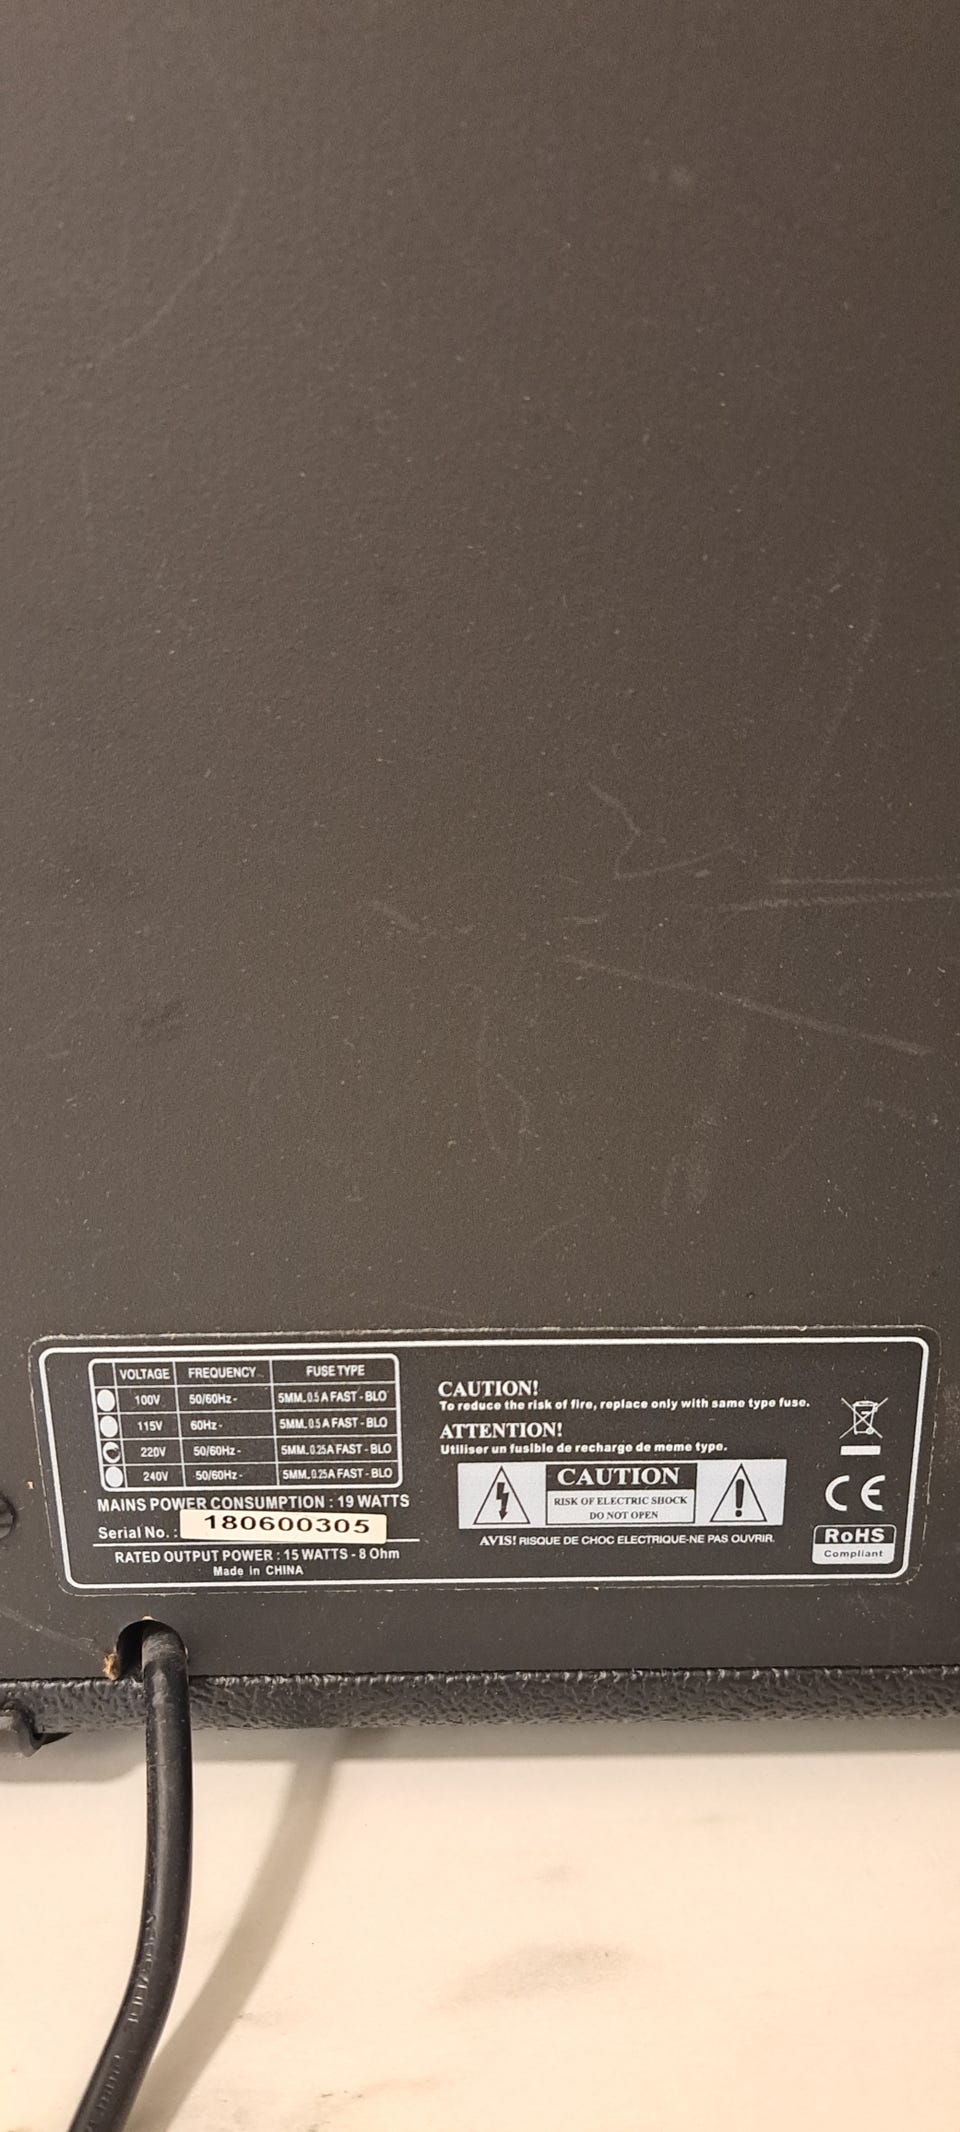 VOLTAGE FREQUENCY FUSE TYPE
100V 50/60Hz~ 5MM. 0.5 A FAST - BLO
115V 60Hz~ 5MM. 0.5 A FAST - BLO
220V 50/60Hz~ 5MM. 0.25A FAST - BLO
240V 50/60Hz~ 5MM. 0.25A FAST - BLO
MAINS POWER CONSUMPTION : 19 WATTS
Serial No. : 180600305
RATED OUTPUT POWER : 15 WATTS - 8 Ohm
Made in CHINA
CAUTION!
To reduce the risk of fire, replace only with same type fuse.
ATTENTION!
Utiliser un fusible de recharge de meme type.
CAUTION
RISK OF ELECTRIC SHOCK
DO NOT OPEN
AVIS! RISQUE DE CHOC ELECTRIQUE-NE PAS OUVRIR.
CE
RoHS
Compliant